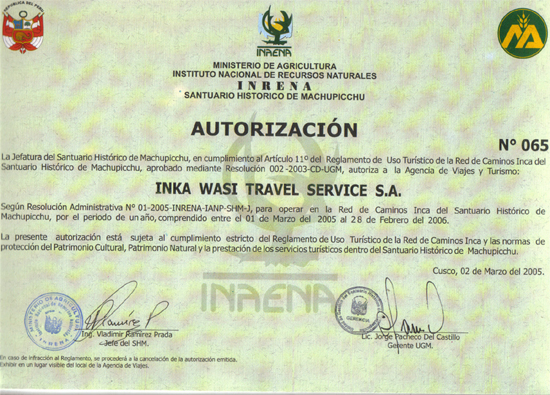 REPUBLICA DEL PERU
INRENA
MINISTERIO DE AGRICULTURA
INSTITUTO NACIONAL DE RECURSOS NATURALES
INRENA
SANTUARIO HISTORICO DE MACHUPICCHU
AUTORIZACIÓN
Nº 065
La Jefatura del Santuario Histórico de Machupicchu, en cumplimiento al Artículo 11º del Reglamento de Uso Turístico de la Red de Caminos Inca del
Santuario Histórico de Machupicchu, aprobado mediante Resolución 002-2003-CD-UGM, autoriza a la Agencia de Viajes y Turismo:
INKA WASI TRAVEL SERVICE S.A.
Según Resolución Administrativa Nº 01-2005-INRENA-IANP-SHM-J, para operar en la Red de Caminos Inca del Santuario Histórico de
Machupicchu, por el periodo de un año, comprendido entre el 01 de Marzo del 2005 al 28 de Febrero del 2006.
La presente autorización está sujeta al cumplimiento estricto del Reglamento de Uso Turístico de la Red de Caminos Inca y las normas de
protección del Patrimonio Cultural, Patrimonio Natural y la prestación de los servicios turísticos dentro del Santuario Histórico de Machupicchu.
Cusco, 02 de Marzo del 2005.
INRENA
Ing. Vladimir Ramírez Prada
Jefe del SHM.
Lic. Jorge Pacheco Del Castillo
Gerente UGM.
En caso de infracción al Reglamento, se procederá a la cancelación de la autorización emitida.
Exhibir en un lugar visible del local de la Agencia de Viajes.